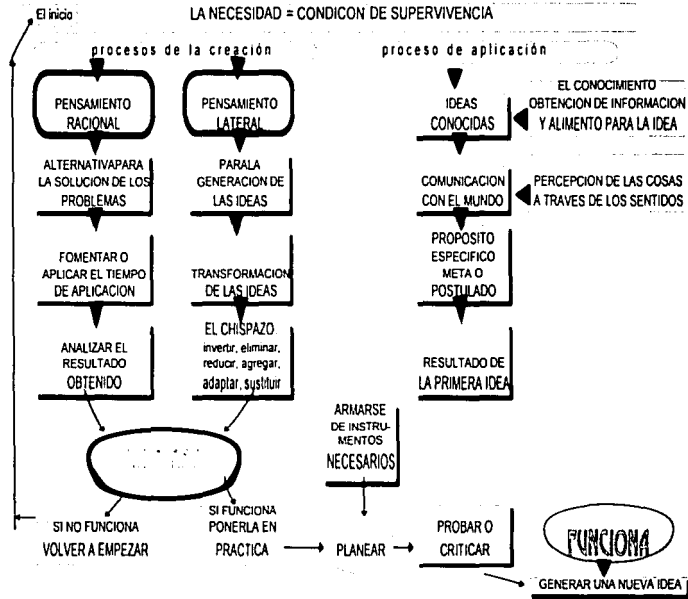 El inicio
LA NECESIDAD = CONDICON DE SUPERVIVENCIA
procesos de la creación
proceso de aplicación
PENSAMIENTO
RACIONAL
PENSAMIENTO
LATERAL
IDEAS
CONOCIDAS
EL CONOCIMIENTO
OBTENCION DE INFORMACION
Y ALIMENTO PARA LA IDEA
ALTERNATIVAPARA
LA SOLUCION DE LOS
PROBLEMAS
PARALA
GENERACION DE
LAS IDEAS
COMUNICACION
CON EL MUNDO
PERCEPCION DE LAS COSAS
A TRAVES DE LOS SENTIDOS
FOMENTAR O
APLICAR EL TIEMPO
DE APLICACION
TRANSFORMACION
DE LAS IDEAS
PROPOSITO
ESPECIFICO
META O
POSTULADO
ANALIZAR EL
RESULTADO
OBTENIDO
EL CHISPAZO
invertir, eliminar,
reducir, agregar,
adaptar, sustituir
RESULTADO DE
LA PRIMERA IDEA
ARMARSE
DE INSTRU-
MENTOS
NECESARIOS
SI NO FUNCIONA
VOLVER A EMPEZAR
SI FUNCIONA
PONERLA EN
PRACTICA
PLANEAR
PROBAR O
CRITICAR
FUNCIONA
GENERAR UNA NUEVA IDEA